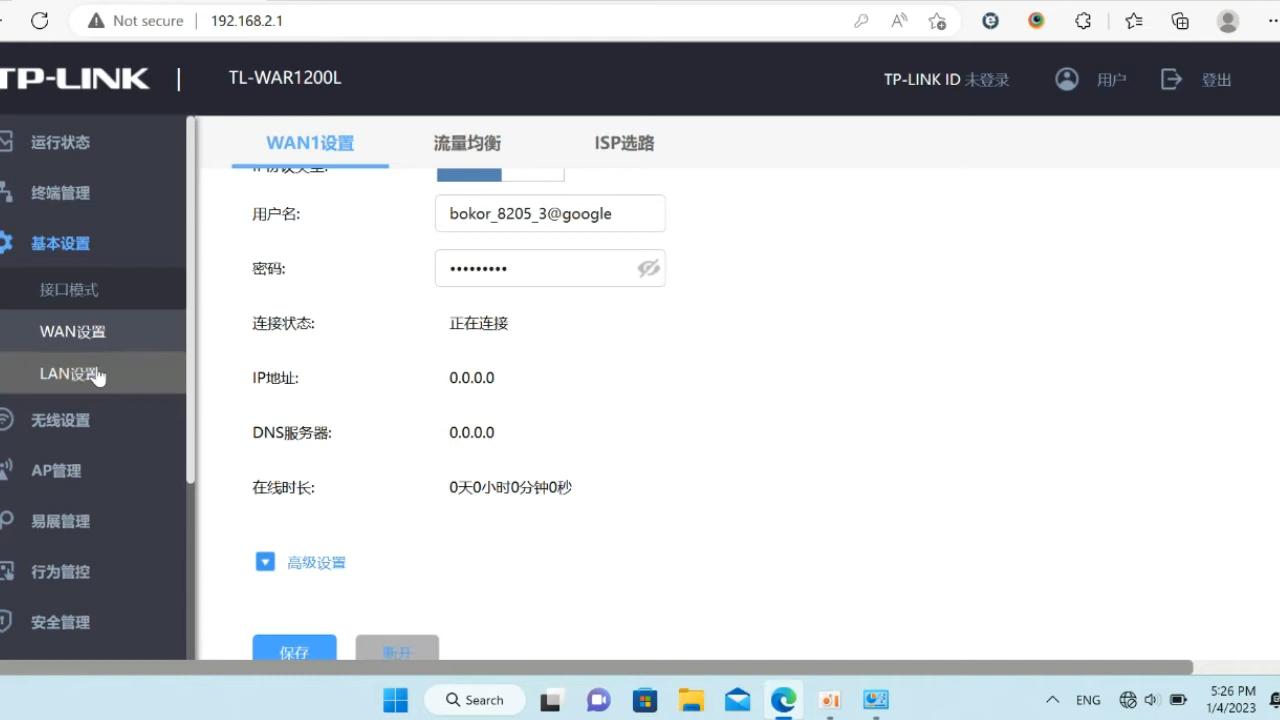 Not secure 192.168.2.1
TP-LINK | TL-WAR1200L TP-LINK ID 未登录 用户 登出
运行状态
终端管理
基本设置
接口模式
WAN设置
LAN设置
无线设置
AP管理
易展管理
行为管控
安全管理
WAN1设置 流量均衡 ISP选路
IP协议类型:
用户名: bokor_8205_3@google
密码: •••••••••
连接状态: 正在连接
IP地址: 0.0.0.0
DNS服务器: 0.0.0.0
在线时长: 0天0小时0分钟0秒
高级设置
保存 断开
Search ENG 5:26 PM
1/4/2023